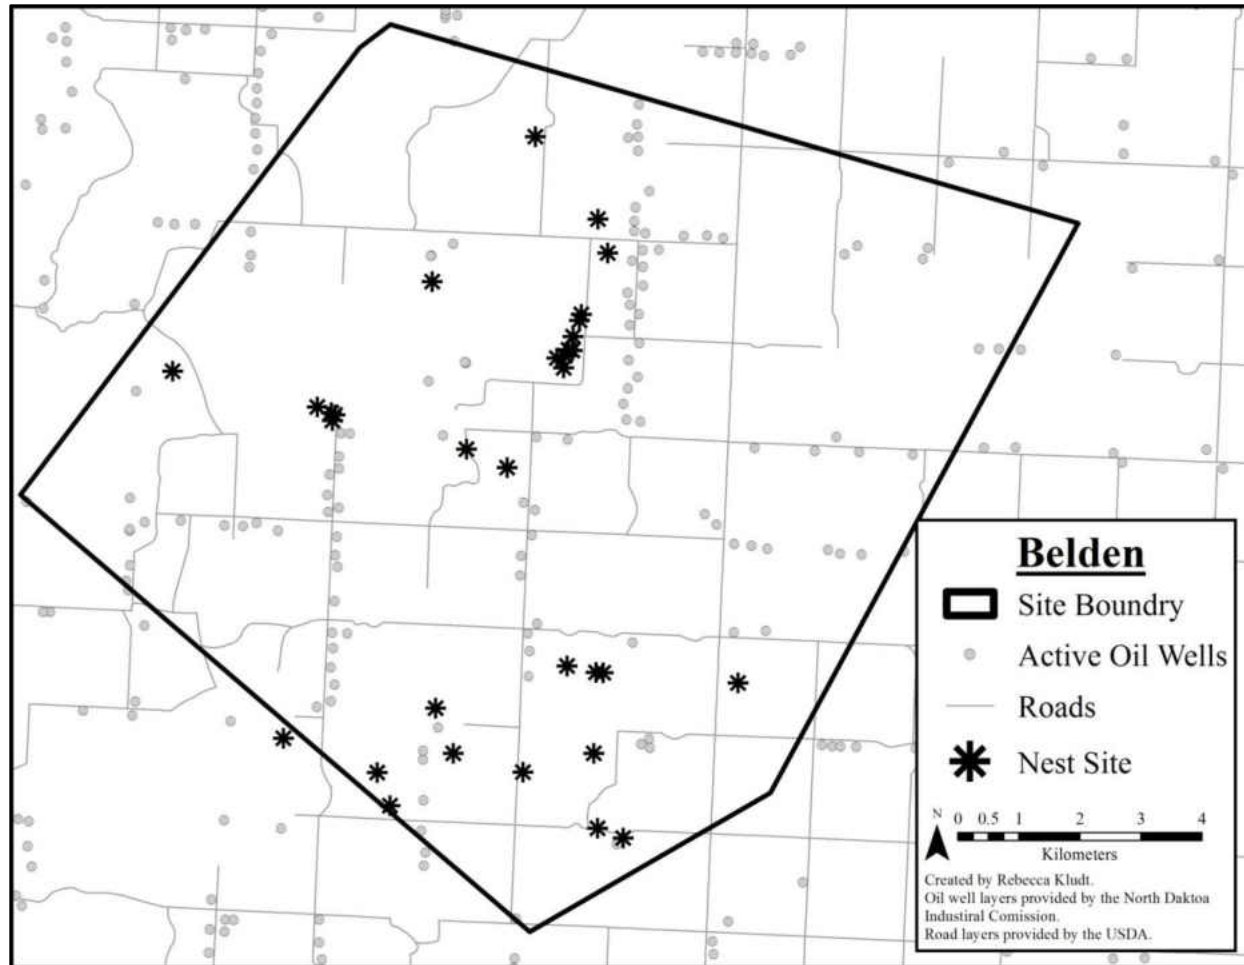 Belden
Site Boundry
Active Oil Wells
Roads
Nest Site
N
0 0.5 1 2 3 4
Kilometers
Created by Rebecca Kludt.
Oil well layers provided by the North Daktoa
Industiral Comission.
Road layers provided by the USDA.